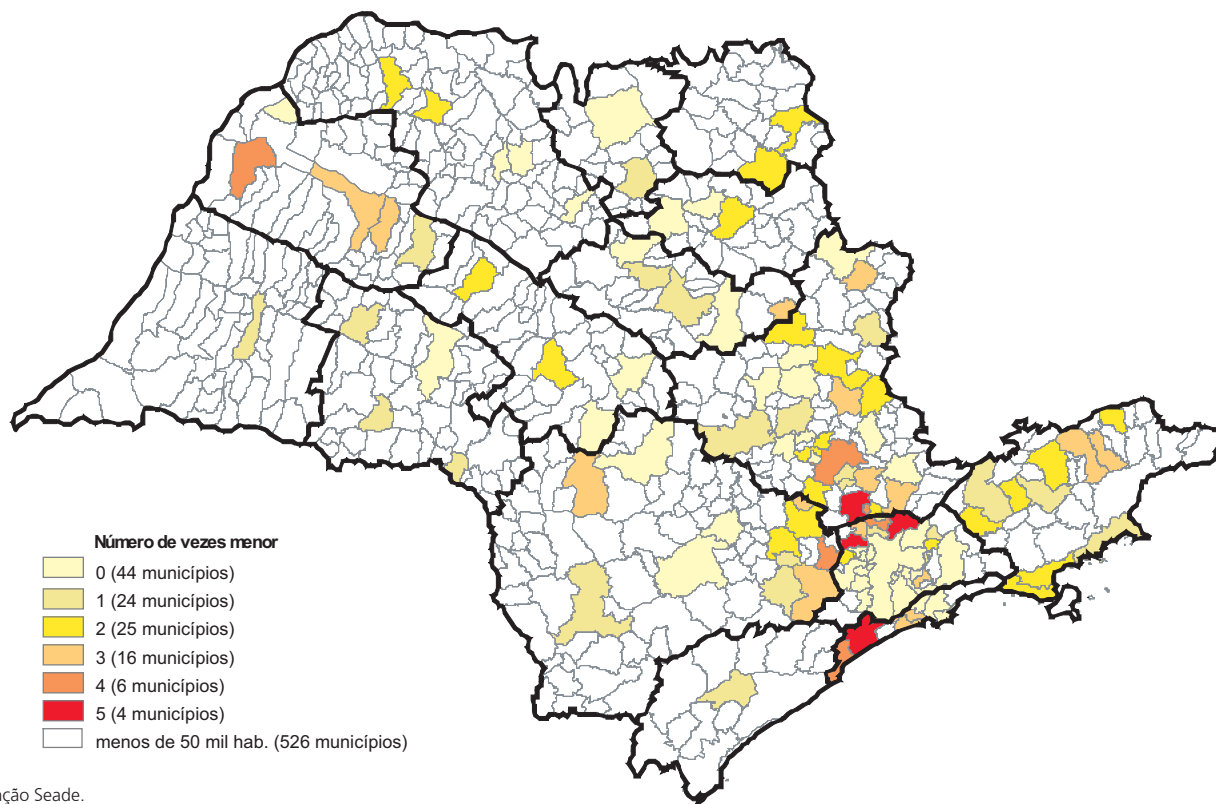 Número de vezes menor
0 (44 municípios)
1 (24 municípios)
2 (25 municípios)
3 (16 municípios)
4 (6 municípios)
5 (4 municípios)
menos de 50 mil hab. (526 municípios)
ação Seade.